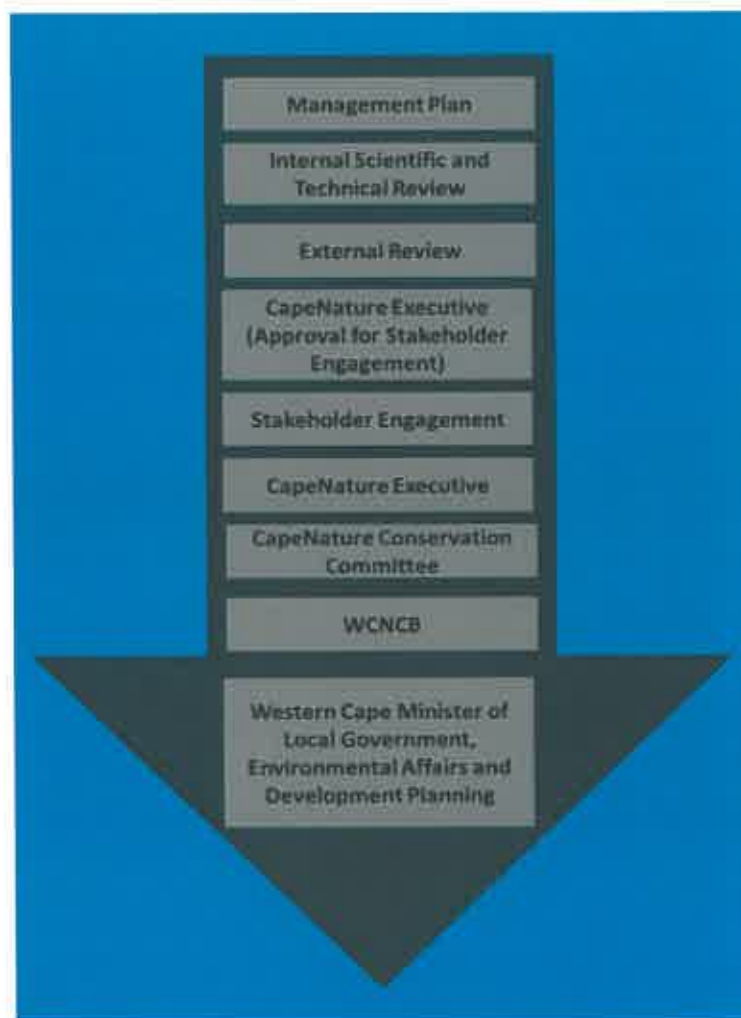 Management Plan
Internal Scientific and
Technical Review
External Review
CapeNature Executive
(Approval for Stakeholder
Engagement)
Stakeholder Engagement
CapeNature Executive
CapeNature Conservation
Committee
WCNCB
Western Cape Minister of
Local Government,
Environmental Affairs and
Development Planning